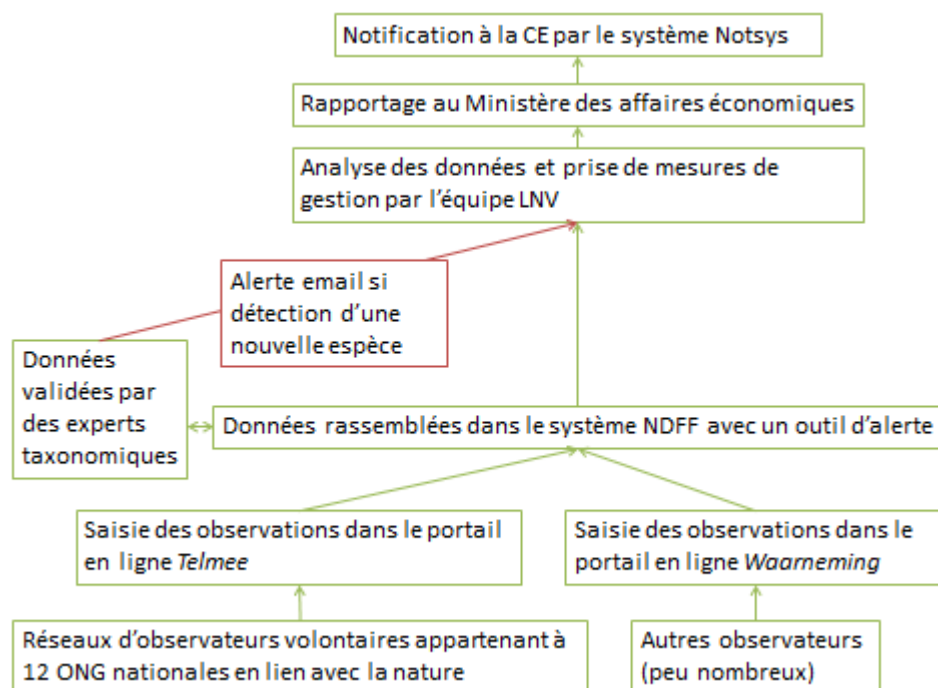 Notification à la CE par le système Notsys
Rapportage au Ministère des affaires économiques
Analyse des données et prise de mesures de
gestion par l'équipe LNV
Alerte email si
détection d'une
nouvelle espèce
Données
validées par
des experts
taxonomiques
Données rassemblées dans le système NDFF avec un outil d'alerte
Saisie des observations dans le portail
en ligne Telmee
Saisie des observations dans le
portail en ligne Waarneming
Réseaux d'observateurs volontaires appartenant à
12 ONG nationales en lien avec la nature
Autres observateurs
(peu nombreux)